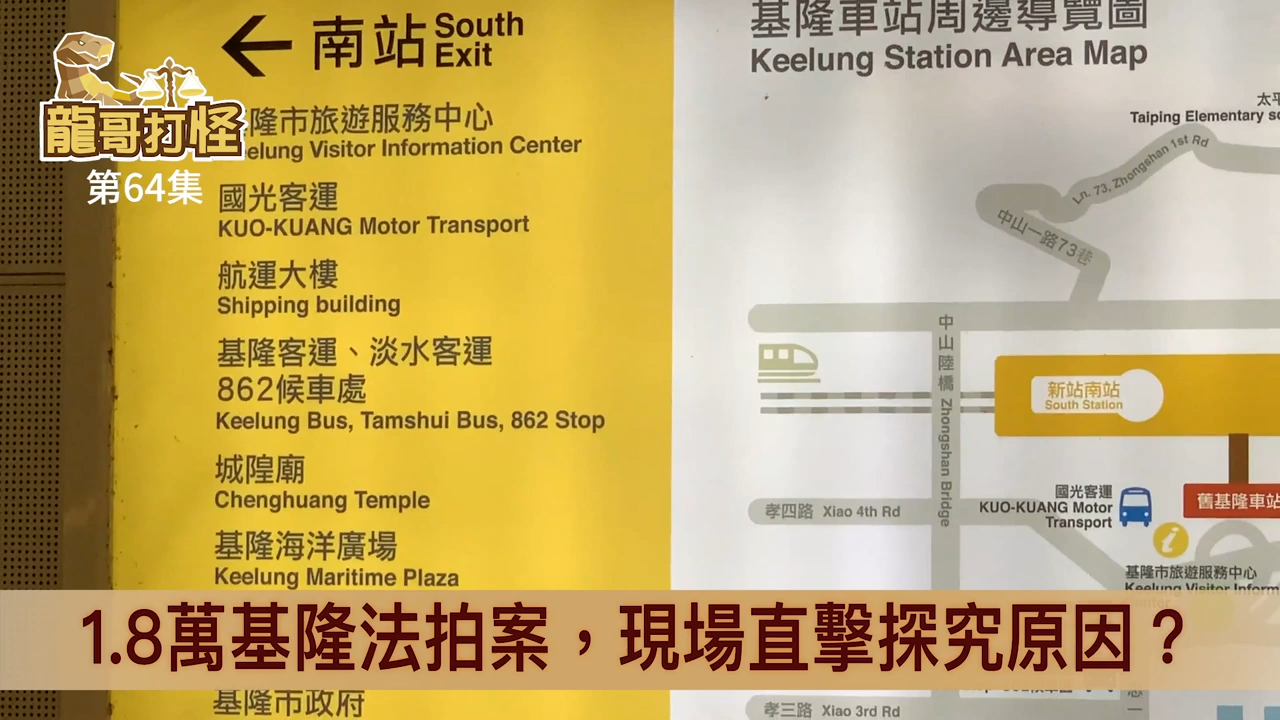 龍哥打怪
第64集
南站 South Exit
隆市旅遊服務中心
elung Visitor Information Center
國光客運
KUO-KUANG Motor Transport
航運大樓
Shipping building
基隆客運、淡水客運
862候車處
Keelung Bus, Tamshui Bus, 862 Stop
城隍廟
Chenghuang Temple
基隆海洋廣場
Keelung Maritime Plaza
基隆市政府
基隆車站周邊導覽圖
Keelung Station Area Map
太平
Taiping Elementary
Ln. 73, Zhongshan 1st Rd
中山一路73巷
中山陸橋 Zhongshan Bridge
新站南站
South Station
國光客運
KUO-KUANG Motor
Transport
舊基隆車站
孝四路 Xiao 4th Rd
基隆市旅遊服務中心
Keelung Visitor
孝三路 Xiao 3rd Rd
1.8萬基隆法拍案，現場直擊探究原因？